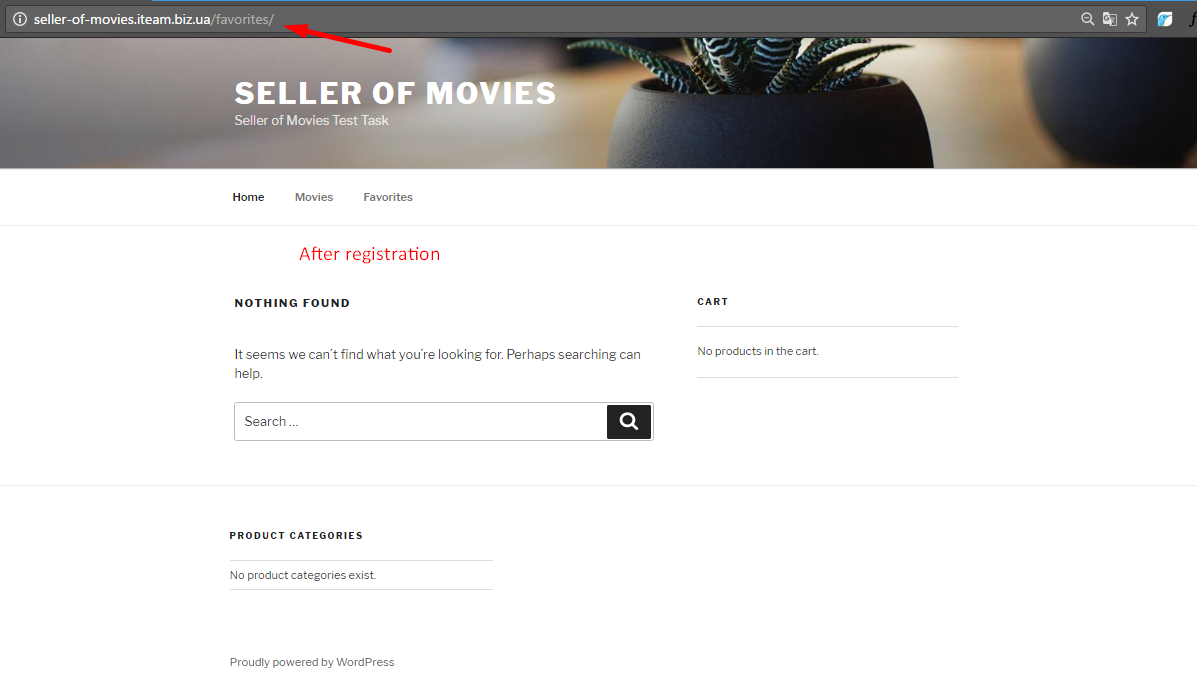 seller-of-movies.iteam.biz.ua/favorites/
SELLER OF MOVIES
Seller of Movies Test Task
Home Movies Favorites
After registration
NOTHING FOUND
It seems we can't find what you're looking for. Perhaps searching can
help.
Search …
CART
No products in the cart.
PRODUCT CATEGORIES
No product categories exist.
Proudly powered by WordPress